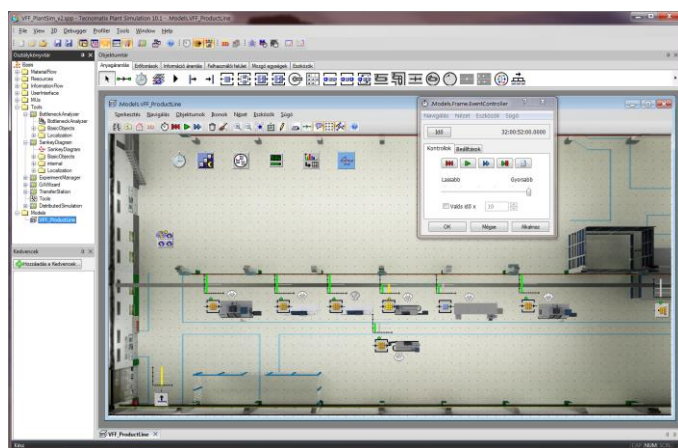 VFF_PlantSim_v2.spp - Tecnomatix Plant Simulation 10.1 - .Models.VFF_ProductLine
File View 3D Debugger Profiler Tools Window Help
Osztálykönyvtár
Objektumtár
Anyagáramlás Erőforrások Információ áramlás Felhasználói felület Mozgó egységek Eszközök
Basis
MaterialFlow
Resources
InformationFlow
UserInterface
MUs
Tools
BottleneckAnalyzer
BottleneckAnalyzer
BasicObjects
Localization
SankeyDiagram
SankeyDiagram
BasicObjects
internal
Localization
ExperimentManager
GAWizard
TransferStation
Tools
DistributedSimulation
Models
VFF_ProductLine
.Models.VFF_ProductLine
Szerkesztés Navigálás Objektumok Ikonok Nézet Eszközök Súgó
.Models.Frame.EventController
Navigálás Nézet Eszközök Súgó
32:00:52:00.0000
Kontrollok Beállítások
Lassabb Gyorsabb
Valós idő x 10
OK Mégse Alkalmaz
Kedvencek
Hozzáadás a Kedvencek...
VFF_ProductLine
Kész
CAP NUM SCRL